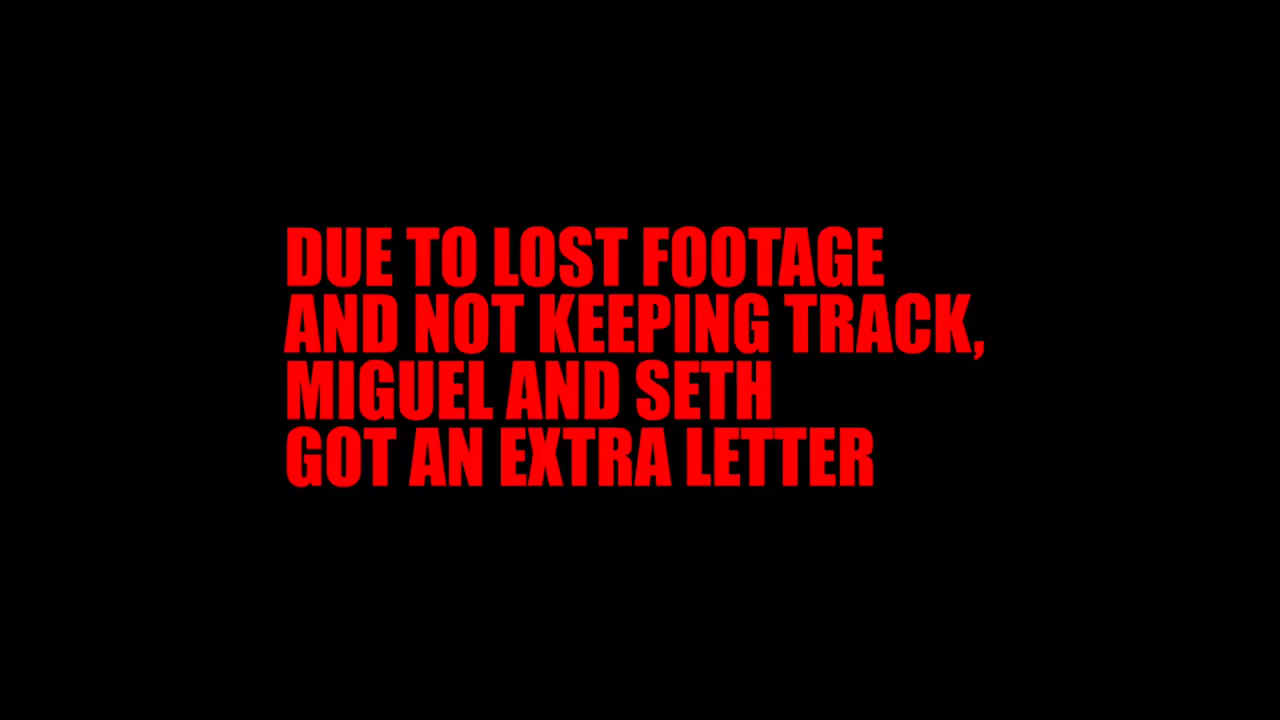 DUE TO LOST FOOTAGE
AND NOT KEEPING TRACK,
MIGUEL AND SETH
GOT AN EXTRA LETTER